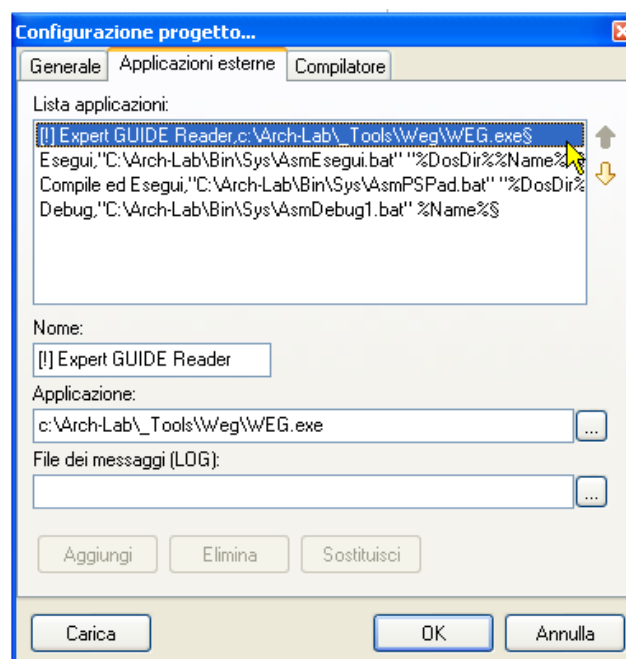 Configurazione progetto...
Generale Applicazioni esterne Compilatore
Lista applicazioni:
[!] Expert GUIDE Reader,c:\Arch-Lab\_Tools\Weg\WEG.exe§
Esegui,"C:\Arch-Lab\Bin\Sys\AsmEsegui.bat" "%DosDir%%Name%
Compile ed Esegui,"C:\Arch-Lab\Bin\Sys\AsmPSPad.bat" "%DosDir%
Debug,"C:\Arch-Lab\Bin\Sys\AsmDebug1.bat" %Name%§
Nome:
[!] Expert GUIDE Reader
Applicazione:
c:\Arch-Lab\_Tools\Weg\WEG.exe
...
File dei messaggi (LOG):
...
Aggiungi Elimina Sostituisci
Carica OK Annulla